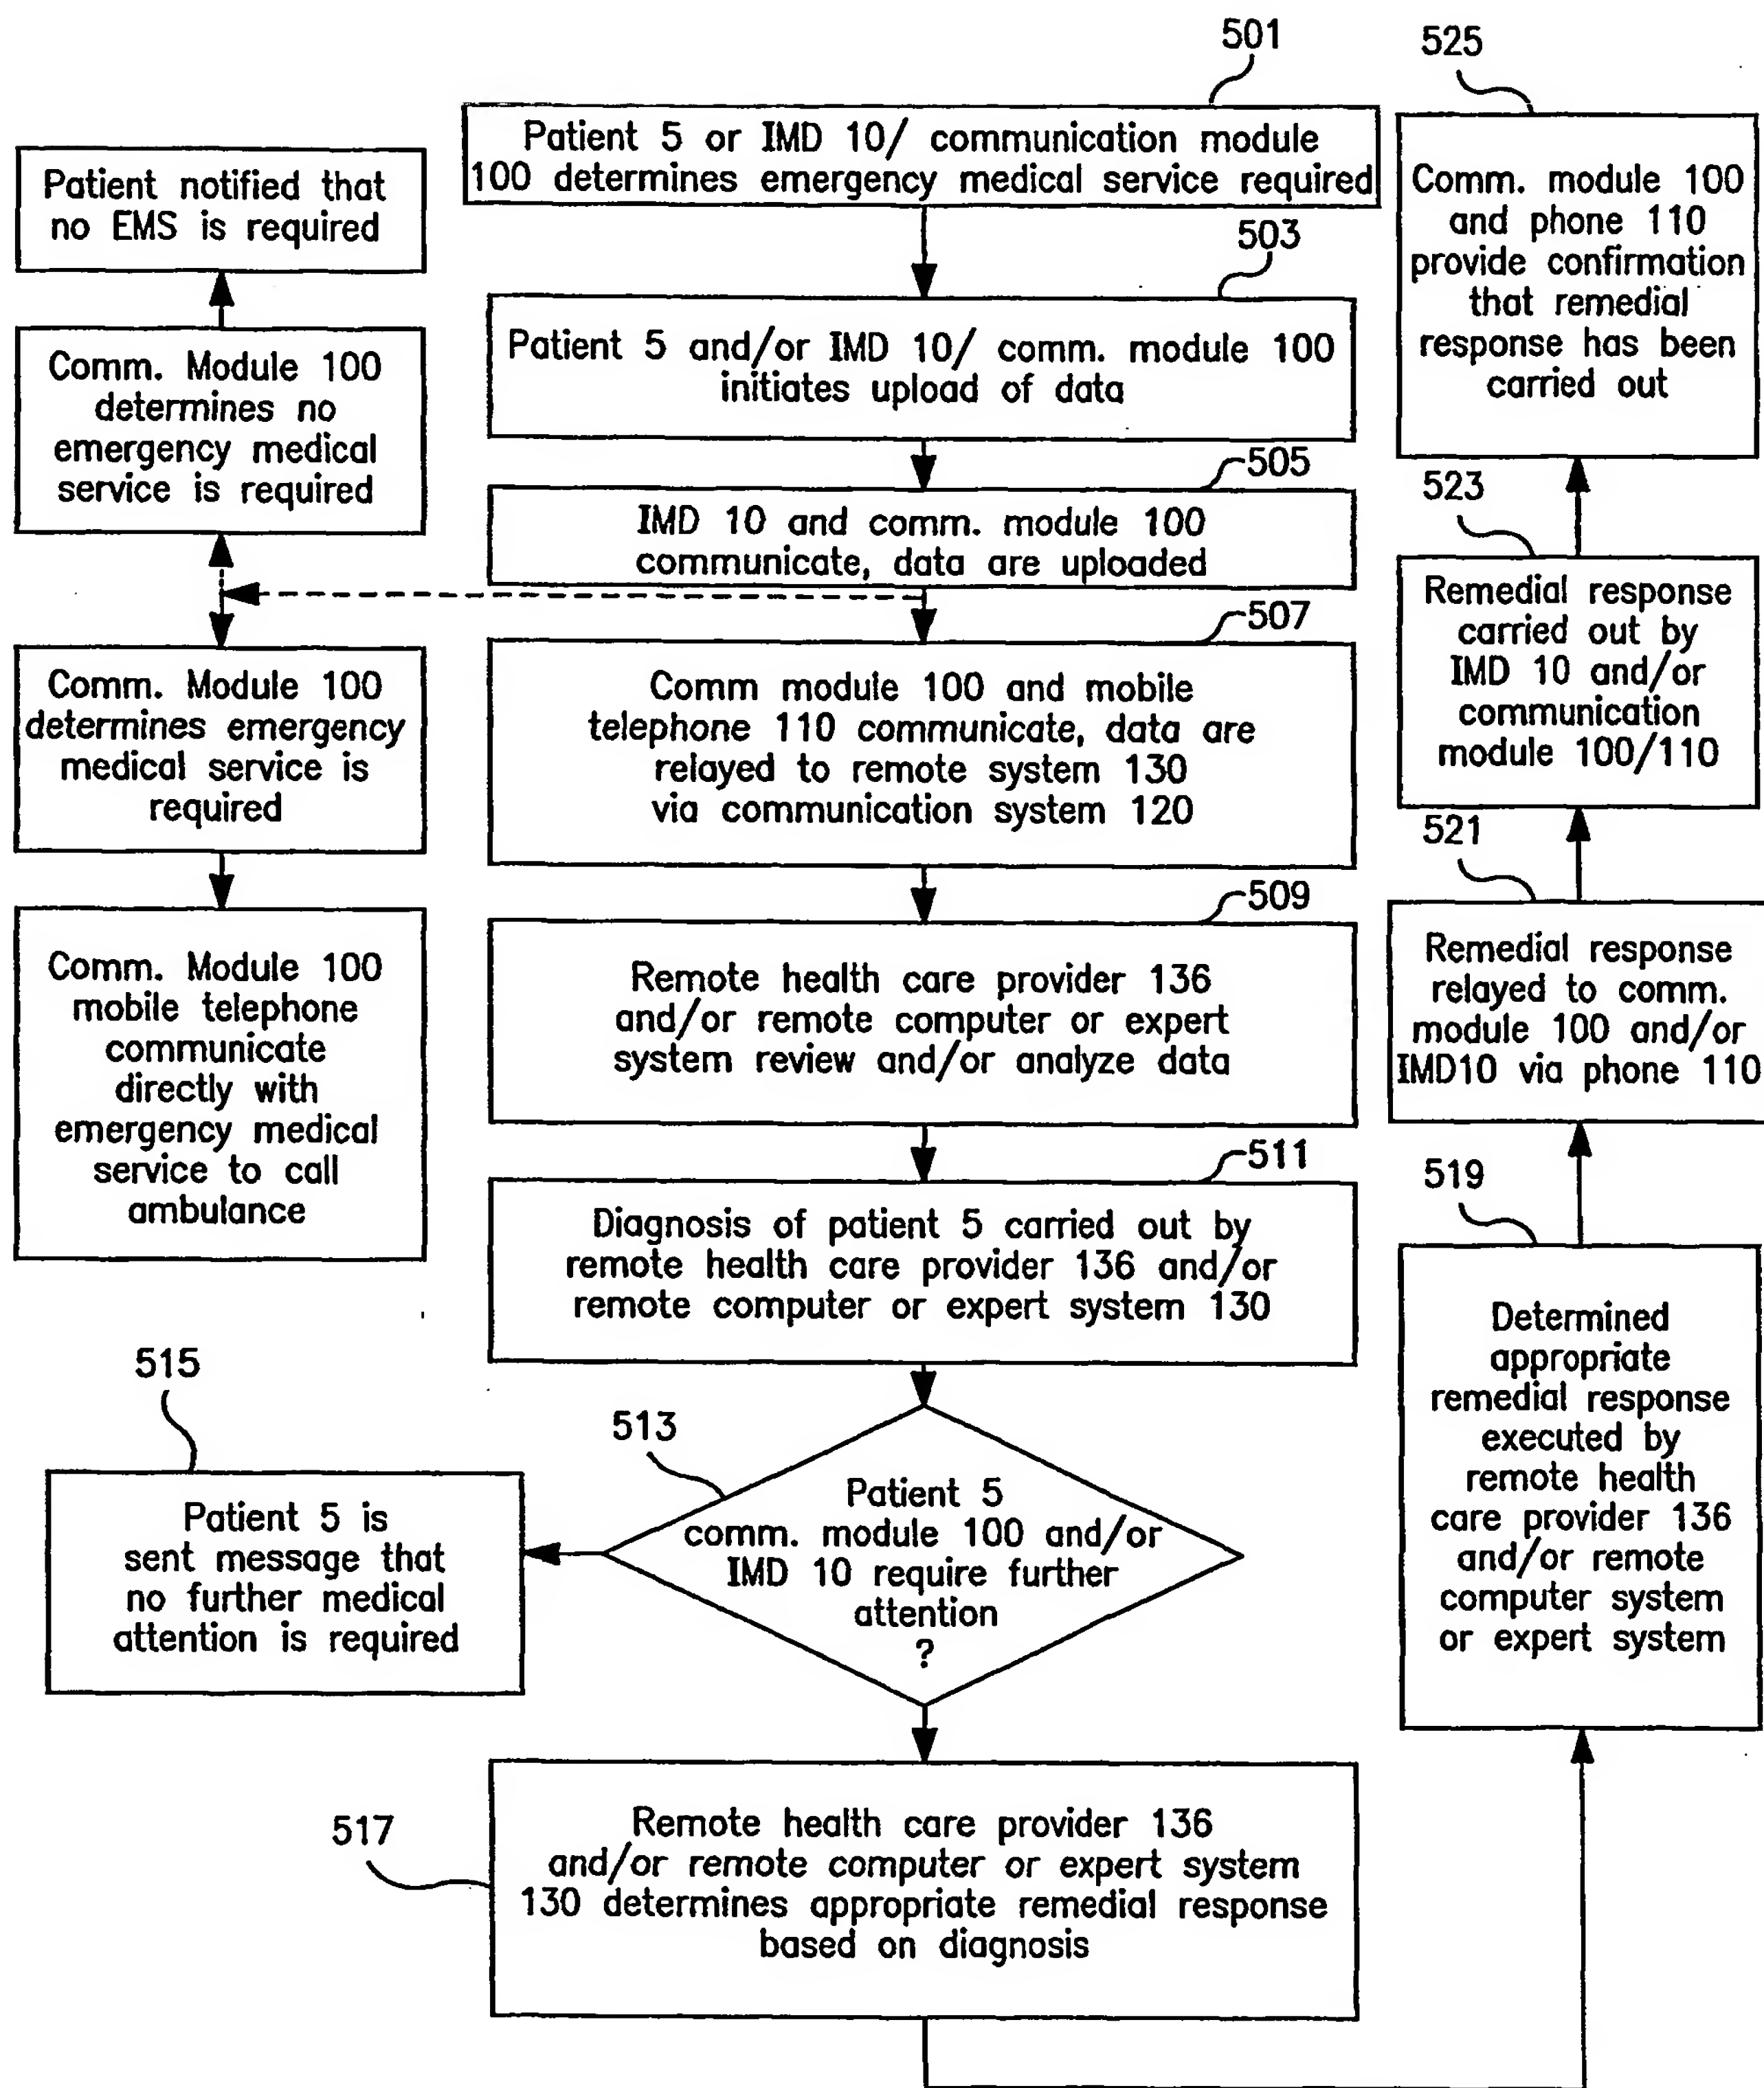 501
Patient 5 or IMD 10/ communication module
100 determines emergency medical service required
503
Patient 5 and/or IMD 10/ comm. module 100
initiates upload of data
505
IMD 10 and comm. module 100
communicate, data are uploaded
507
Comm module 100 and mobile
telephone 110 communicate, data are
relayed to remote system 130
via communication system 120
509
Remote health care provider 136
and/or remote computer or expert
system review and/or analyze data
511
Diagnosis of patient 5 carried out by
remote health care provider 136 and/or
remote computer or expert system 130
513
Patient 5
comm. module 100 and/or
IMD 10 require further
attention
?
515
Patient 5 is
sent message that
no further medical
attention is required
517
Remote health care provider 136
and/or remote computer or expert system
130 determines appropriate remedial response
based on diagnosis
Patient notified that
no EMS is required
Comm. Module 100
determines no
emergency medical
service is required
Comm. Module 100
determines emergency
medical service is
required
Comm. Module 100
mobile telephone
communicate
directly with
emergency medical
service to call
ambulance
525
Comm. module 100
and phone 110
provide confirmation
that remedial
response has been
carried out
523
Remedial response
carried out by
IMD 10 and/or
communication
module 100/110
521
Remedial response
relayed to comm.
module 100 and/or
IMD10 via phone 110
519
Determined
appropriate
remedial response
executed by
remote health
care provider 136
and/or remote
computer system
or expert system